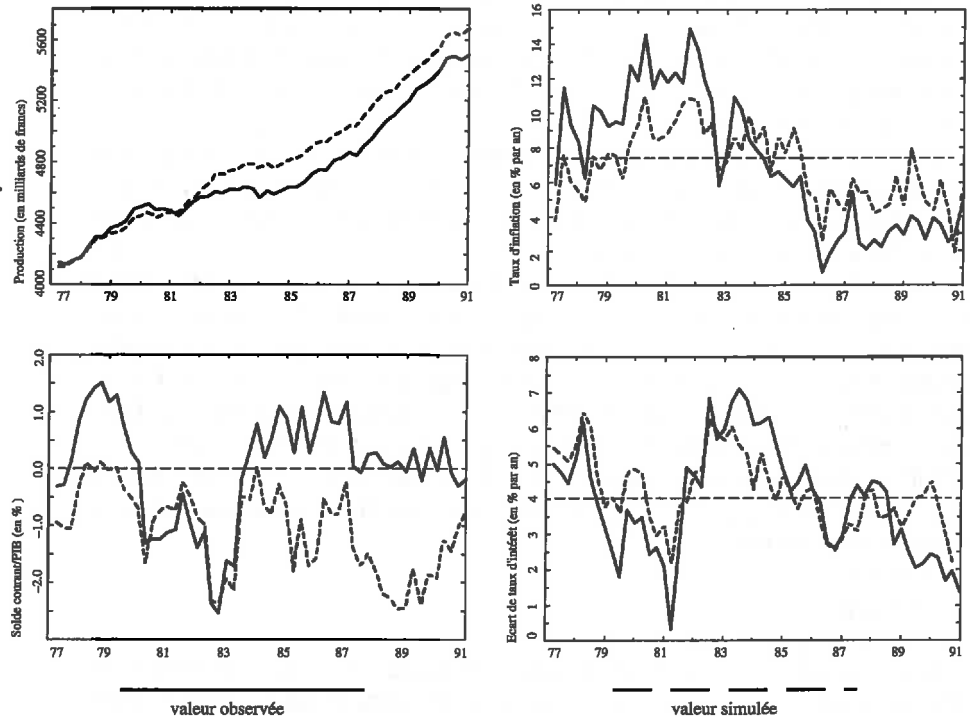 Production (en milliards de francs)
5600
5200
4800
4400
4000
77 79 81 83 85 87 89 91
Taux d'inflation (en % par an)
16
14
12
10
8
6
4
2
0
77 79 81 83 85 87 89 91
Solde courant/PIB (en %)
2.0
1.0
0.0
-1.0
-2.0
77 79 81 83 85 87 89 91
Ecart de taux d'intérêt (en % par an)
8
7
6
5
4
3
2
1
0
77 79 81 83 85 87 89 91
valeur observée
valeur simulée